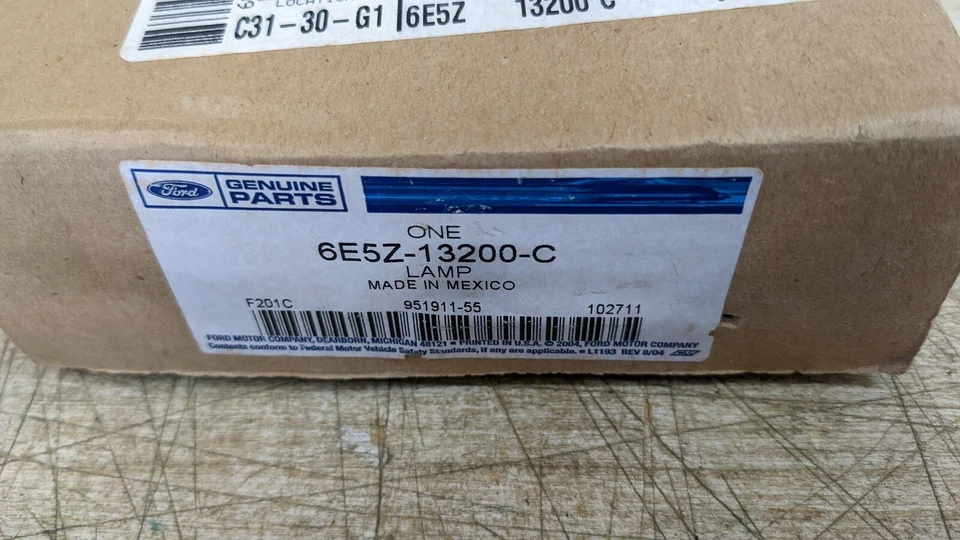 LOCATION
C31-30-G1 6E5Z 13200 C
Ford GENUINE PARTS
ONE
6E5Z-13200-C
LAMP
MADE IN MEXICO
F201C 951911-55 102711
FORD MOTOR COMPANY, DEARBORN, MICHIGAN 48121 • PRINTED IN U.S.A. © 2004, FORD MOTOR COMPANY
Contents conform to Federal Motor Vehicle Safety Standards, if any are applicable. • L1193 REV 8/04